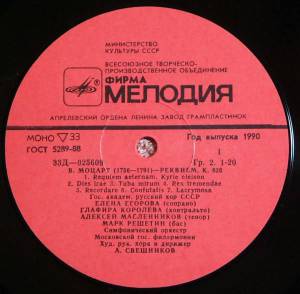 МИНИСТЕРСТВО
КУЛЬТУРЫ СССР
ВСЕСОЮЗНОЕ ТВОРЧЕСКО-
ПРОИЗВОДСТВЕННОЕ ОБЪЕДИНЕНИЕ
ФИРМА
МЕЛОДИЯ
АПРЕЛЕВСКИЙ ОРДЕНА ЛЕНИНА ЗАВОД ГРАМПЛАСТИНОК
МОНО 33
ГОСТ 5289-88
Год выпуска 1990
1
33Д—025609
Гр. 2. 1-20
В. МОЦАРТ (1756—1791)—РЕКВИЕМ, К. 626
1. Requiem aeternam. Kyrie eleison
2. Dies irae 3. Tuba mirum 4. Rex tremendae
5. Recordare 6. Confutatis 7. Lacrymosa
Гос. академ. русский хор СССР
ЕЛЕНА ЕГОРОВА (сопрано)
ГЛАФИРА КОРОЛЕВА (контральто)
АЛЕКСЕЙ МАСЛЕННИКОВ (тенор)
МАРК РЕШЕТИН (бас)
Симфонический оркестр
Московской гос. филармонии
Худ. рук. хора и дирижер
А. СВЕШНИКОВ